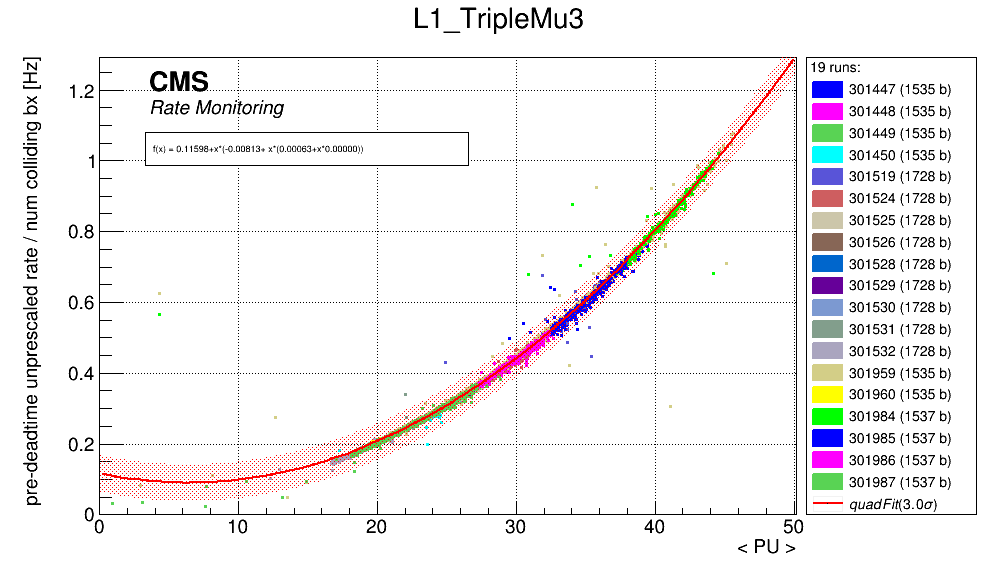 L1_TripleMu3
pre-deadtime unprescaled rate / num colliding bx [Hz]
CMS
Rate Monitoring
f(x) = 0.11598+x*(-0.00813+ x*(0.00063+x*0.00000))
1.2
1
0.8
0.6
0.4
0.2
0
0 10 20 30 40 50
< PU >
19 runs:
301447 (1535 b)
301448 (1535 b)
301449 (1535 b)
301450 (1535 b)
301519 (1728 b)
301524 (1728 b)
301525 (1728 b)
301526 (1728 b)
301528 (1728 b)
301529 (1728 b)
301530 (1728 b)
301531 (1728 b)
301532 (1728 b)
301959 (1535 b)
301960 (1535 b)
301984 (1537 b)
301985 (1537 b)
301986 (1537 b)
301987 (1537 b)
quadFit(3.0σ)